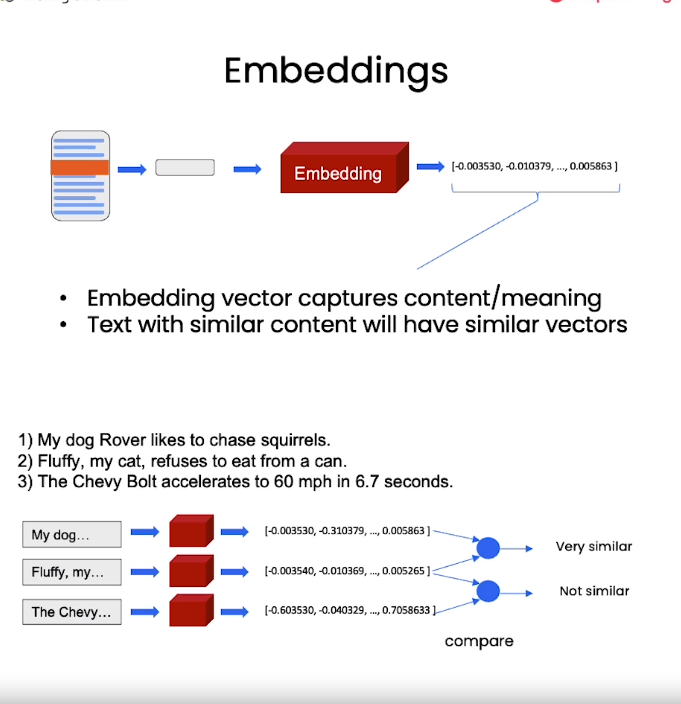 Embeddings
Embedding
[-0.003530, -0.010379, ..., 0.005863 ]
• Embedding vector captures content/meaning
• Text with similar content will have similar vectors
1) My dog Rover likes to chase squirrels.
2) Fluffy, my cat, refuses to eat from a can.
3) The Chevy Bolt accelerates to 60 mph in 6.7 seconds.
My dog...
[-0.003530, -0.310379, ..., 0.005863 ]
Very similar
Fluffy, my...
[-0.003540, -0.010369, ..., 0.005265 ]
Not similar
The Chevy...
[-0.603530, -0.040329, ..., 0.7058633 ]
compare